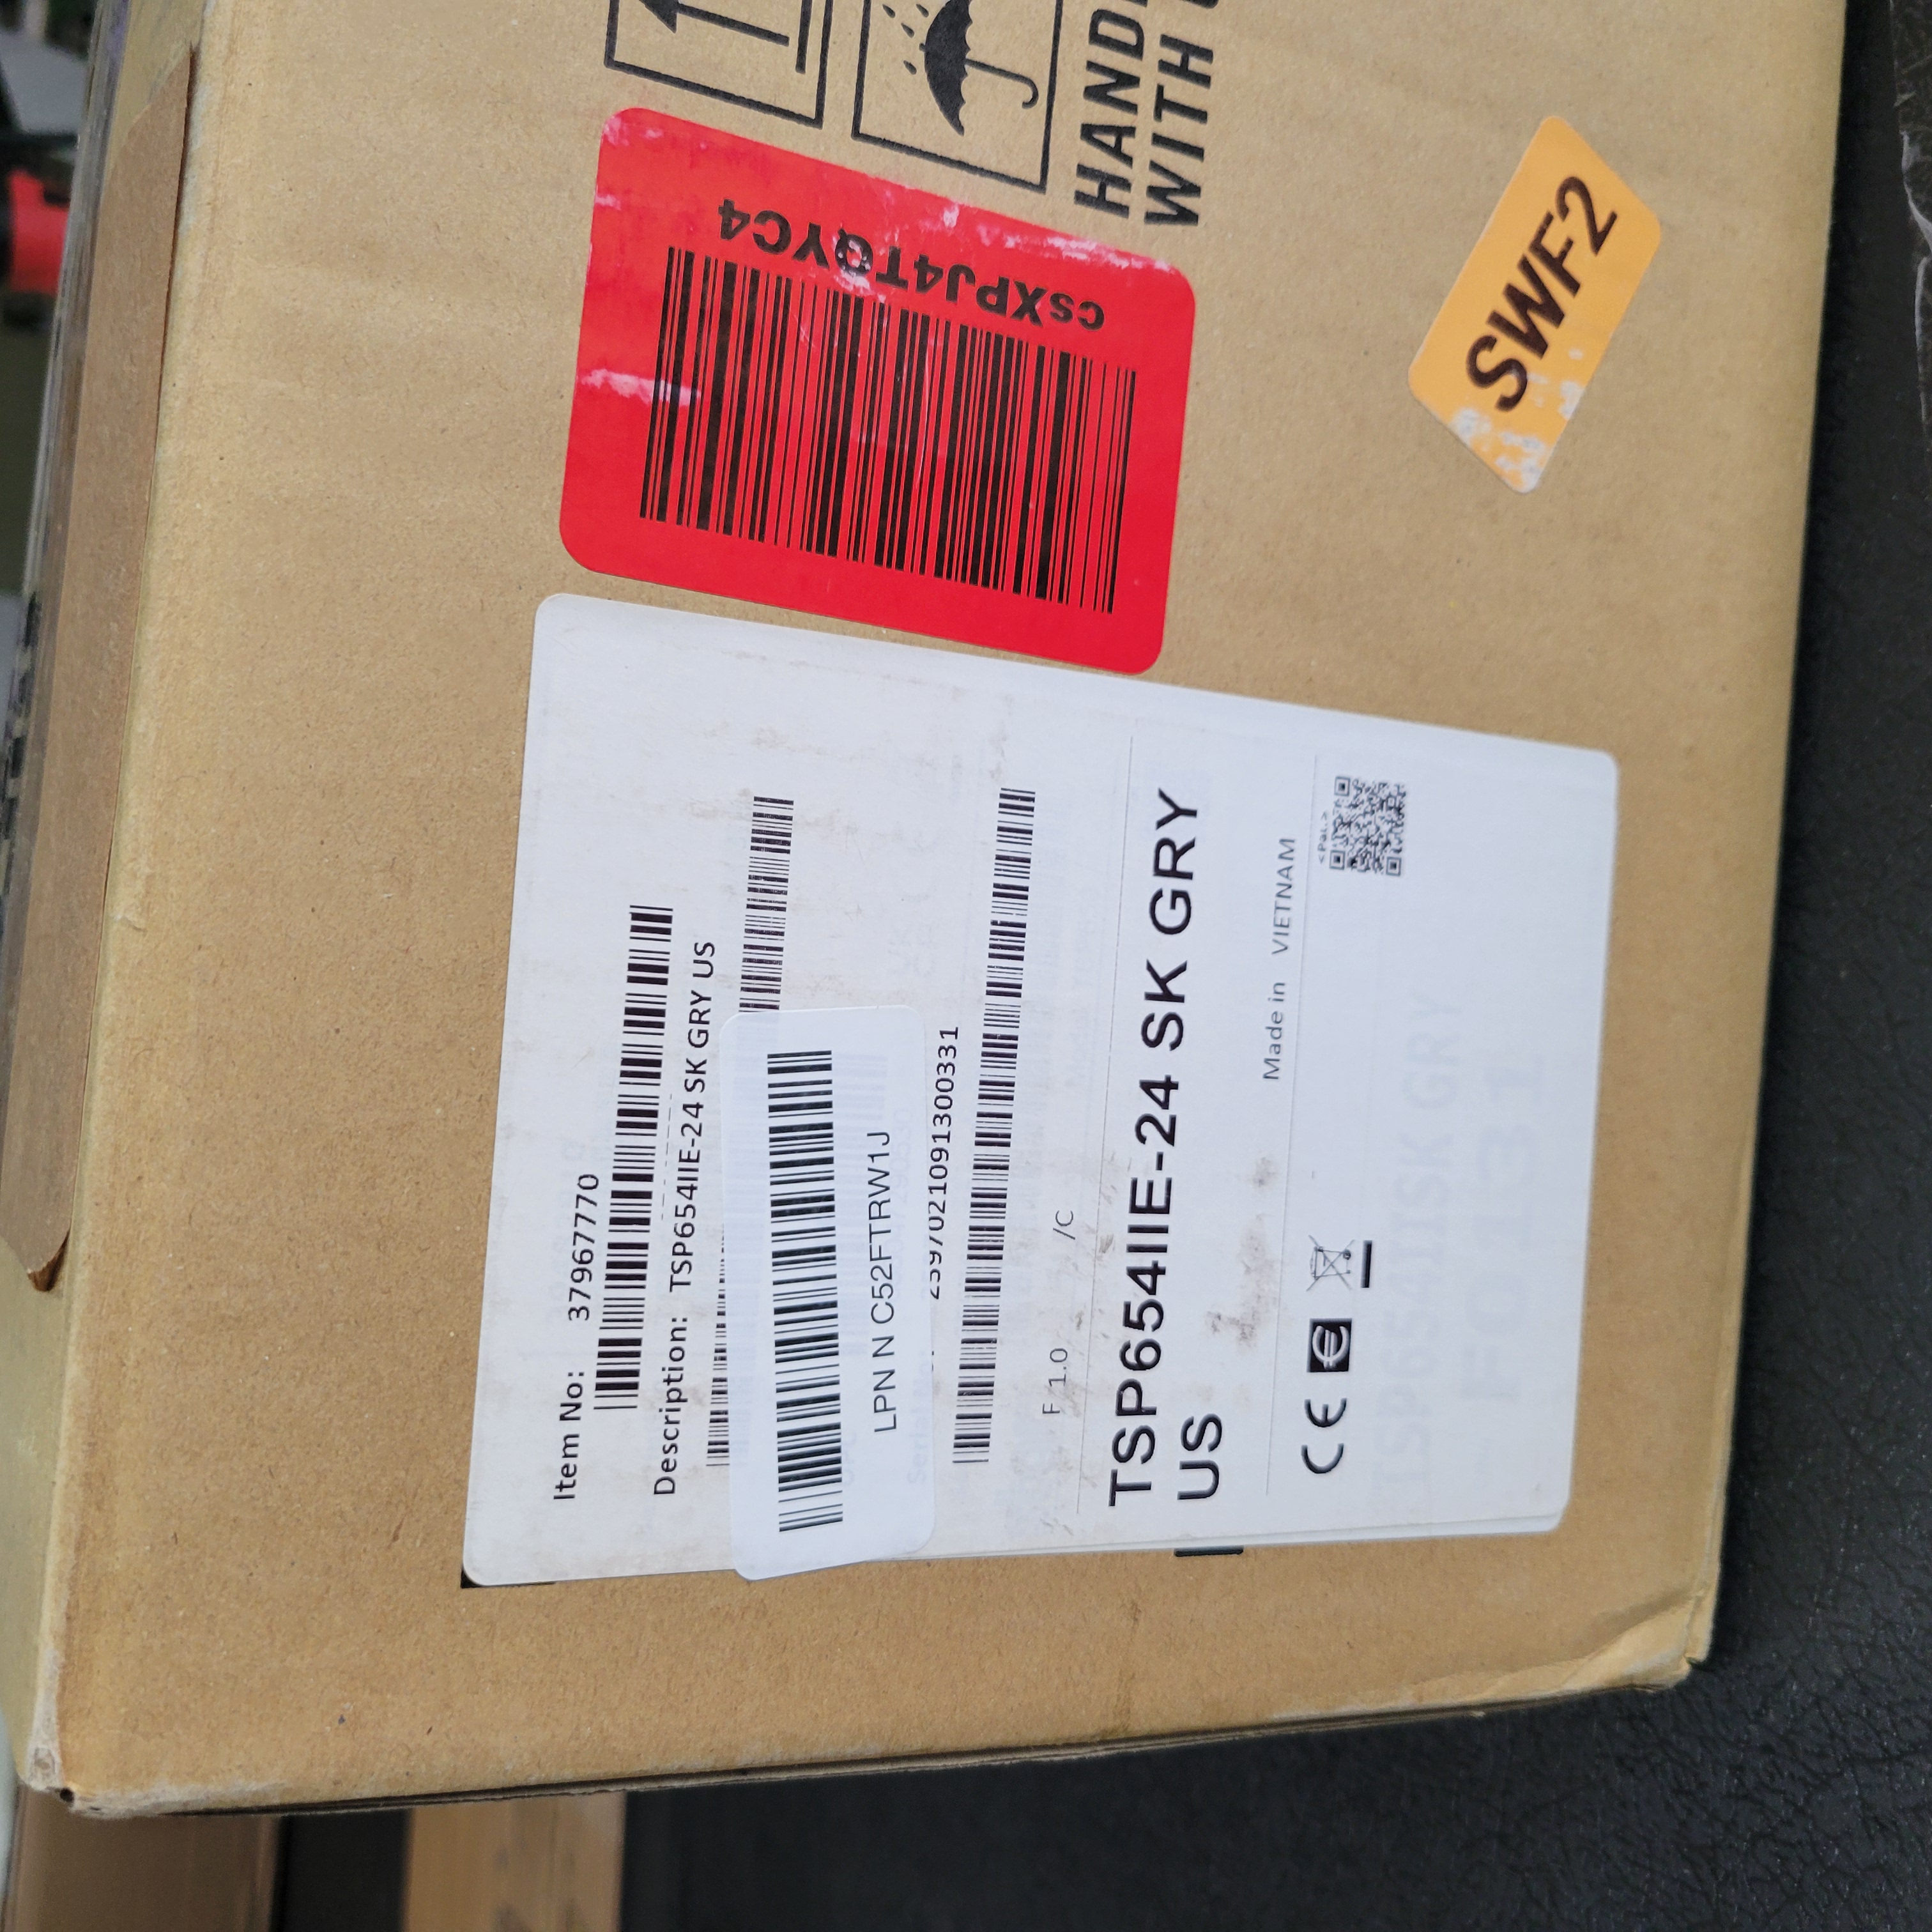 Item No: 37967770
Description: TSP654IIE-24 SK GRY US
LPN N C52FTRW1J
2597021091300331
F 1.0 /C
TSP654IIE-24 SK GRY
US
Made in VIETNAM
CE
csXPJ4TQYC4
WITH
SWF2